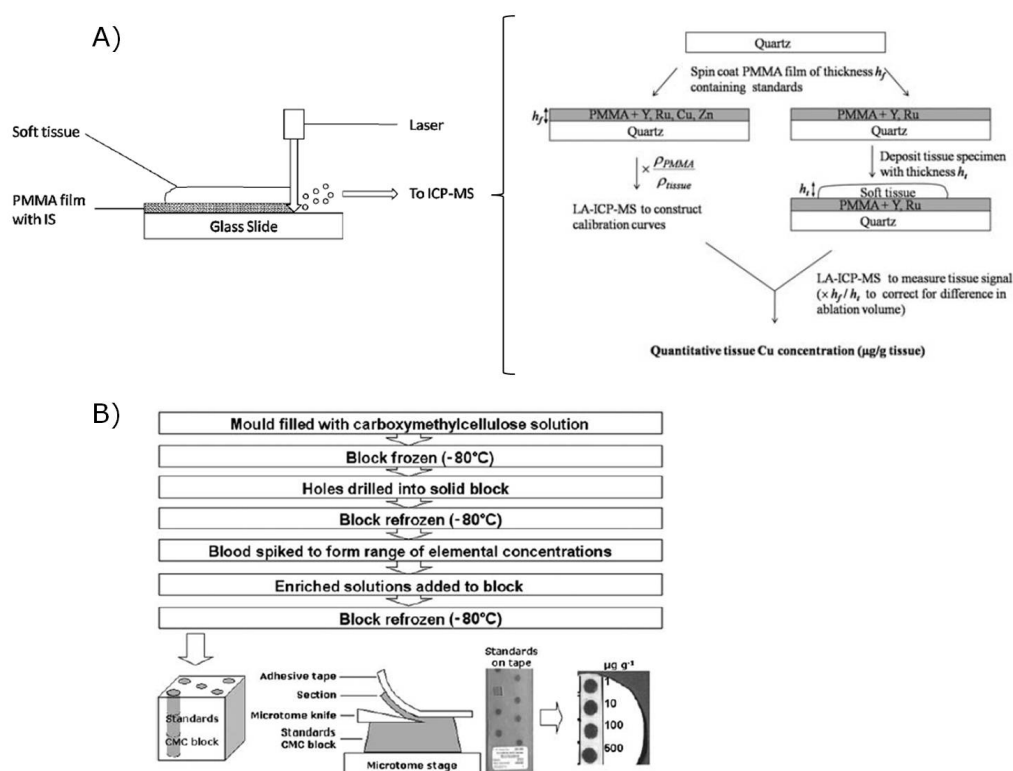 A)
Soft tissue
PMMA film
with IS
Laser
To ICP-MS
Glass Slide
Quartz
Spin coat PMMA film of thickness hf
containing standards
hf
PMMA + Y, Ru, Cu, Zn
Quartz
PMMA + Y, Ru
Quartz
× ρPMMA
ρtissue
Deposit tissue specimen
with thickness ht
LA-ICP-MS to construct
calibration curves
ht
Soft tissue
PMMA + Y, Ru
Quartz
LA-ICP-MS to measure tissue signal
(× hf / ht to correct for difference in
ablation volume)
Quantitative tissue Cu concentration (µg/g tissue)
B)
Mould filled with carboxymethylcellulose solution
Block frozen (-80°C)
Holes drilled into solid block
Block refrozen (-80°C)
Blood spiked to form range of elemental concentrations
Enriched solutions added to block
Block refrozen (-80°C)
Standards
CMC block
Adhesive tape
Section
Microtome knife
Standards
CMC block
Microtome stage
Standards
on tape
µg g-1
1
10
100
500